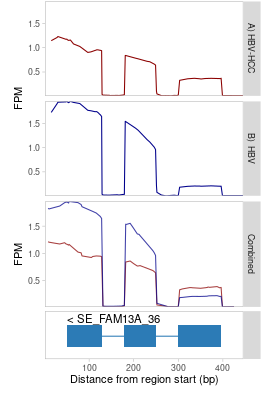 1.5
1.0
0.5
A) HBV-HCC
FPM
1.5
1.0
0.5
B) HBV
1.5
1.0
0.5
Combined
FPM
< SE_FAM13A_36
100 200 300 400
Distance from region start (bp)